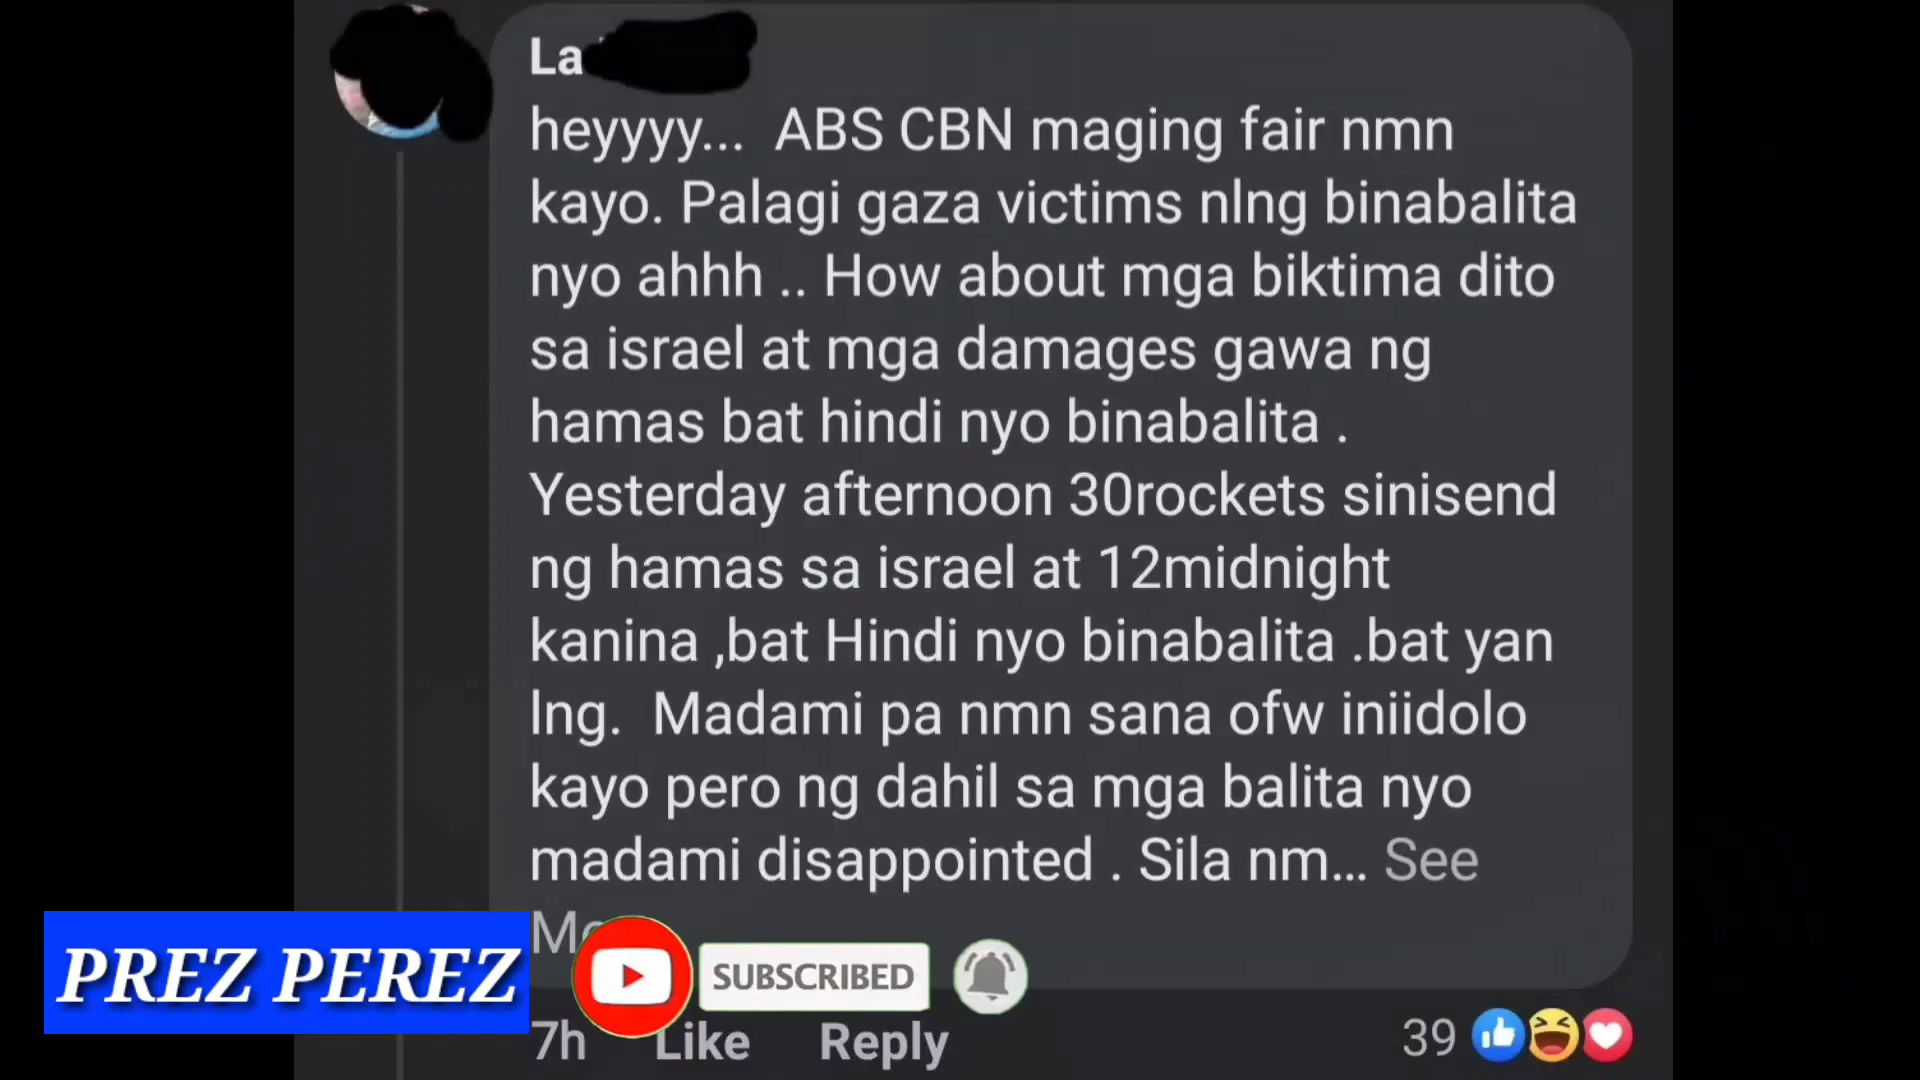 La
heyyyy... ABS CBN maging fair nmn
kayo. Palagi gaza victims nlng binabalita
nyo ahhh .. How about mga biktima dito
sa israel at mga damages gawa ng
hamas bat hindi nyo binabalita .
Yesterday afternoon 30rockets sinisend
ng hamas sa israel at 12midnight
kanina ,bat Hindi nyo binabalita .bat yan
lng. Madami pa nmn sana ofw iniidolo
kayo pero ng dahil sa mga balita nyo
madami disappointed . Sila nm... See
PREZ PEREZ
SUBSCRIBED
7h Like Reply 39